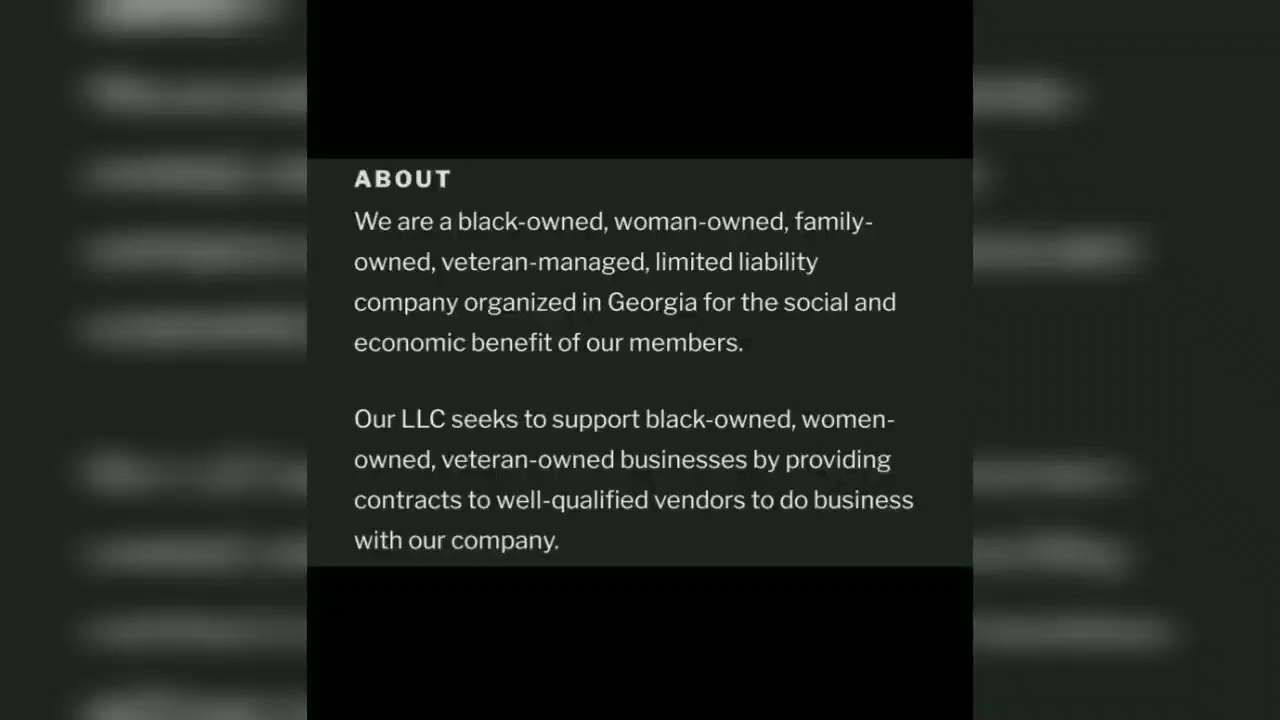 ABOUT
We are a black-owned, woman-owned, family-
owned, veteran-managed, limited liability
company organized in Georgia for the social and
economic benefit of our members.
Our LLC seeks to support black-owned, women-
owned, veteran-owned businesses by providing
contracts to well-qualified vendors to do business
with our company.